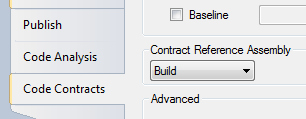 Publish
Code Analysis
Code Contracts
Baseline
Contract Reference Assembly
Build
Advanced